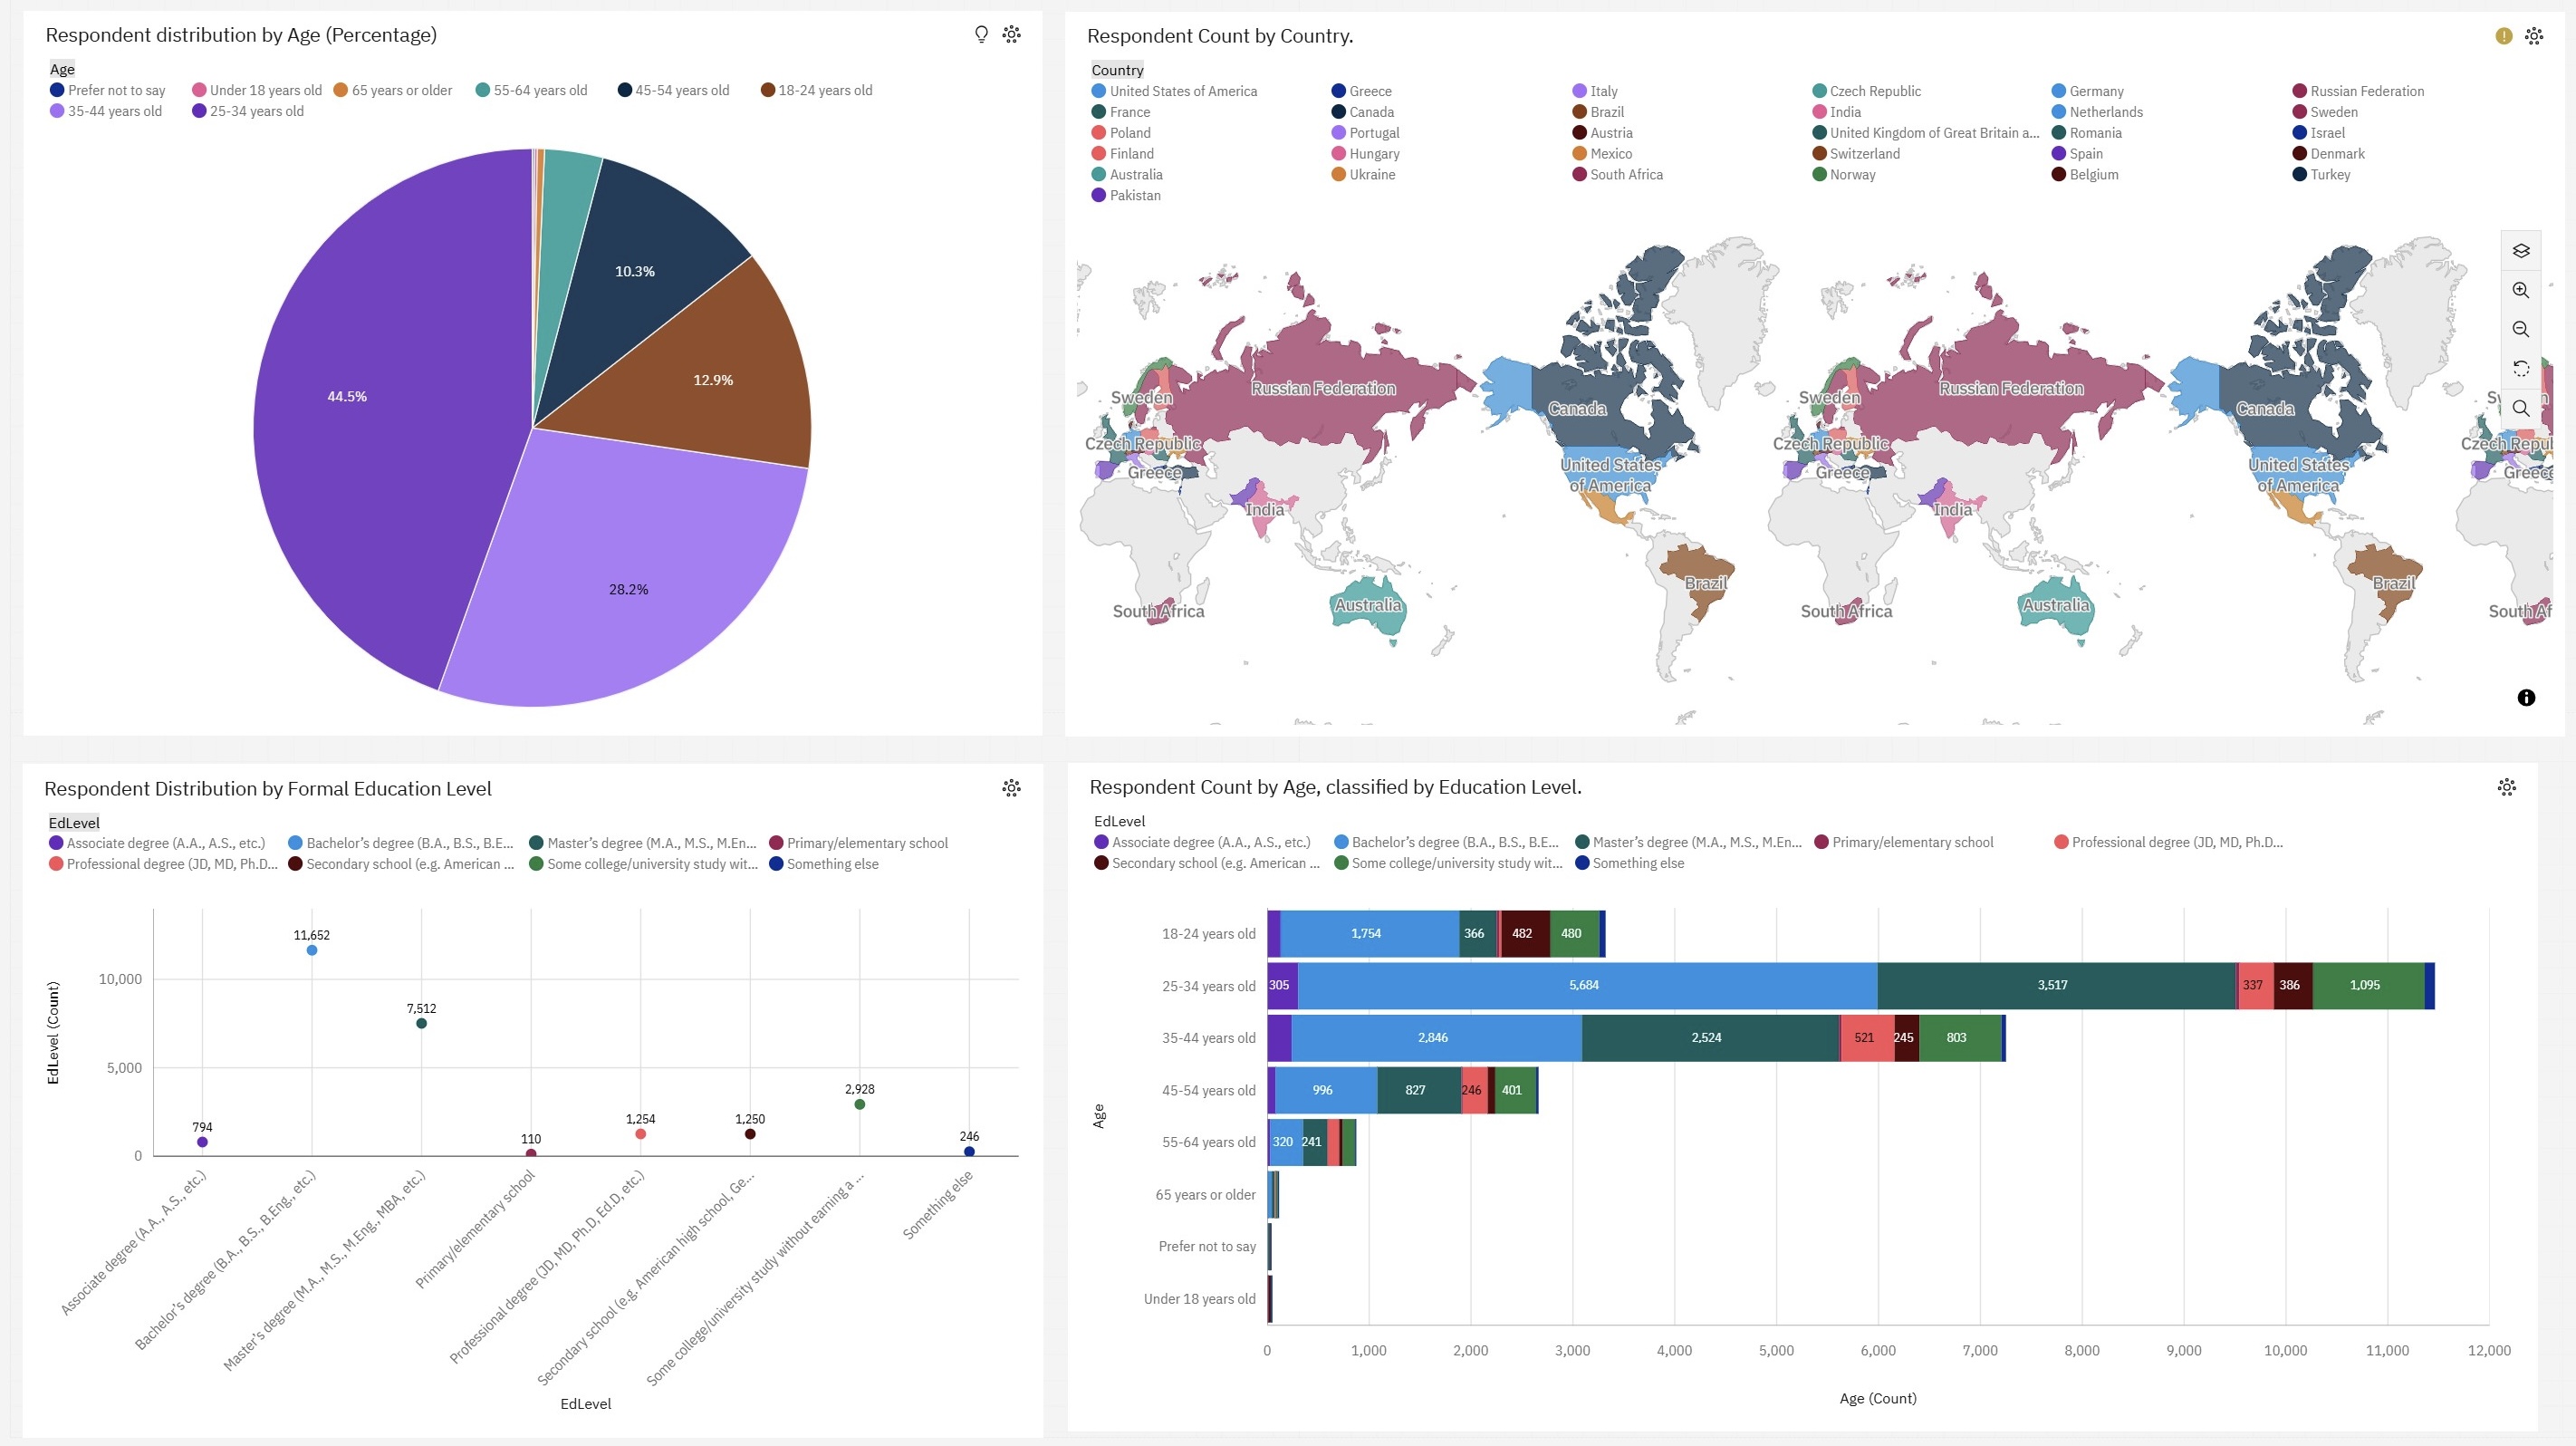 Respondent distribution by Age (Percentage)
Age
Prefer not to say Under 18 years old 65 years or older 55-64 years old 45-54 years old 18-24 years old
35-44 years old 25-34 years old
10.3%
12.9%
44.5%
28.2%
Respondent Count by Country.
Country
United States of America Greece Italy Czech Republic Germany Russian Federation
France Canada Brazil India Netherlands Sweden
Poland Portugal Austria United Kingdom of Great Britain a... Romania Israel
Finland Hungary Mexico Switzerland Spain Denmark
Australia Ukraine South Africa Norway Belgium Turkey
Pakistan
Russian Federation Russian Federation
Sweden Canada Sweden Canada
Czech Republic Czech Republic Czech Repub
United States United States
Greece of America Greece of America Greece
India India
Brazil Brazil
Australia Australia
South Africa South Africa South Af
Respondent Distribution by Formal Education Level
EdLevel
Associate degree (A.A., A.S., etc.) Bachelor’s degree (B.A., B.S., B.E... Master’s degree (M.A., M.S., M.En... Primary/elementary school
Professional degree (JD, MD, Ph.D... Secondary school (e.g. American ... Some college/university study wit... Something else
EdLevel (Count)
10,000
5,000
0
794
11,652
7,512
110
1,254
1,250
2,928
246
Associate degree (A.A., A.S., etc.)
Bachelor’s degree (B.A., B.S., B.Eng., etc.)
Master’s degree (M.A., M.S., M.Eng., MBA, etc.)
Primary/elementary school
Professional degree (JD, MD, Ph.D, Ed.D, etc.)
Secondary school (e.g. American high school, Ge...
Some college/university study without earning a ...
Something else
EdLevel
Respondent Count by Age, classified by Education Level.
EdLevel
Associate degree (A.A., A.S., etc.) Bachelor’s degree (B.A., B.S., B.E... Master’s degree (M.A., M.S., M.En... Primary/elementary school Professional degree (JD, MD, Ph.D...
Secondary school (e.g. American ... Some college/university study wit... Something else
Age
18-24 years old 1,754 366 482 480
25-34 years old 305 5,684 3,517 337 386 1,095
35-44 years old 2,846 2,524 521 245 803
45-54 years old 996 827 246 401
55-64 years old 320 241
65 years or older
Prefer not to say
Under 18 years old
0 1,000 2,000 3,000 4,000 5,000 6,000 7,000 8,000 9,000 10,000 11,000 12,000
Age (Count)